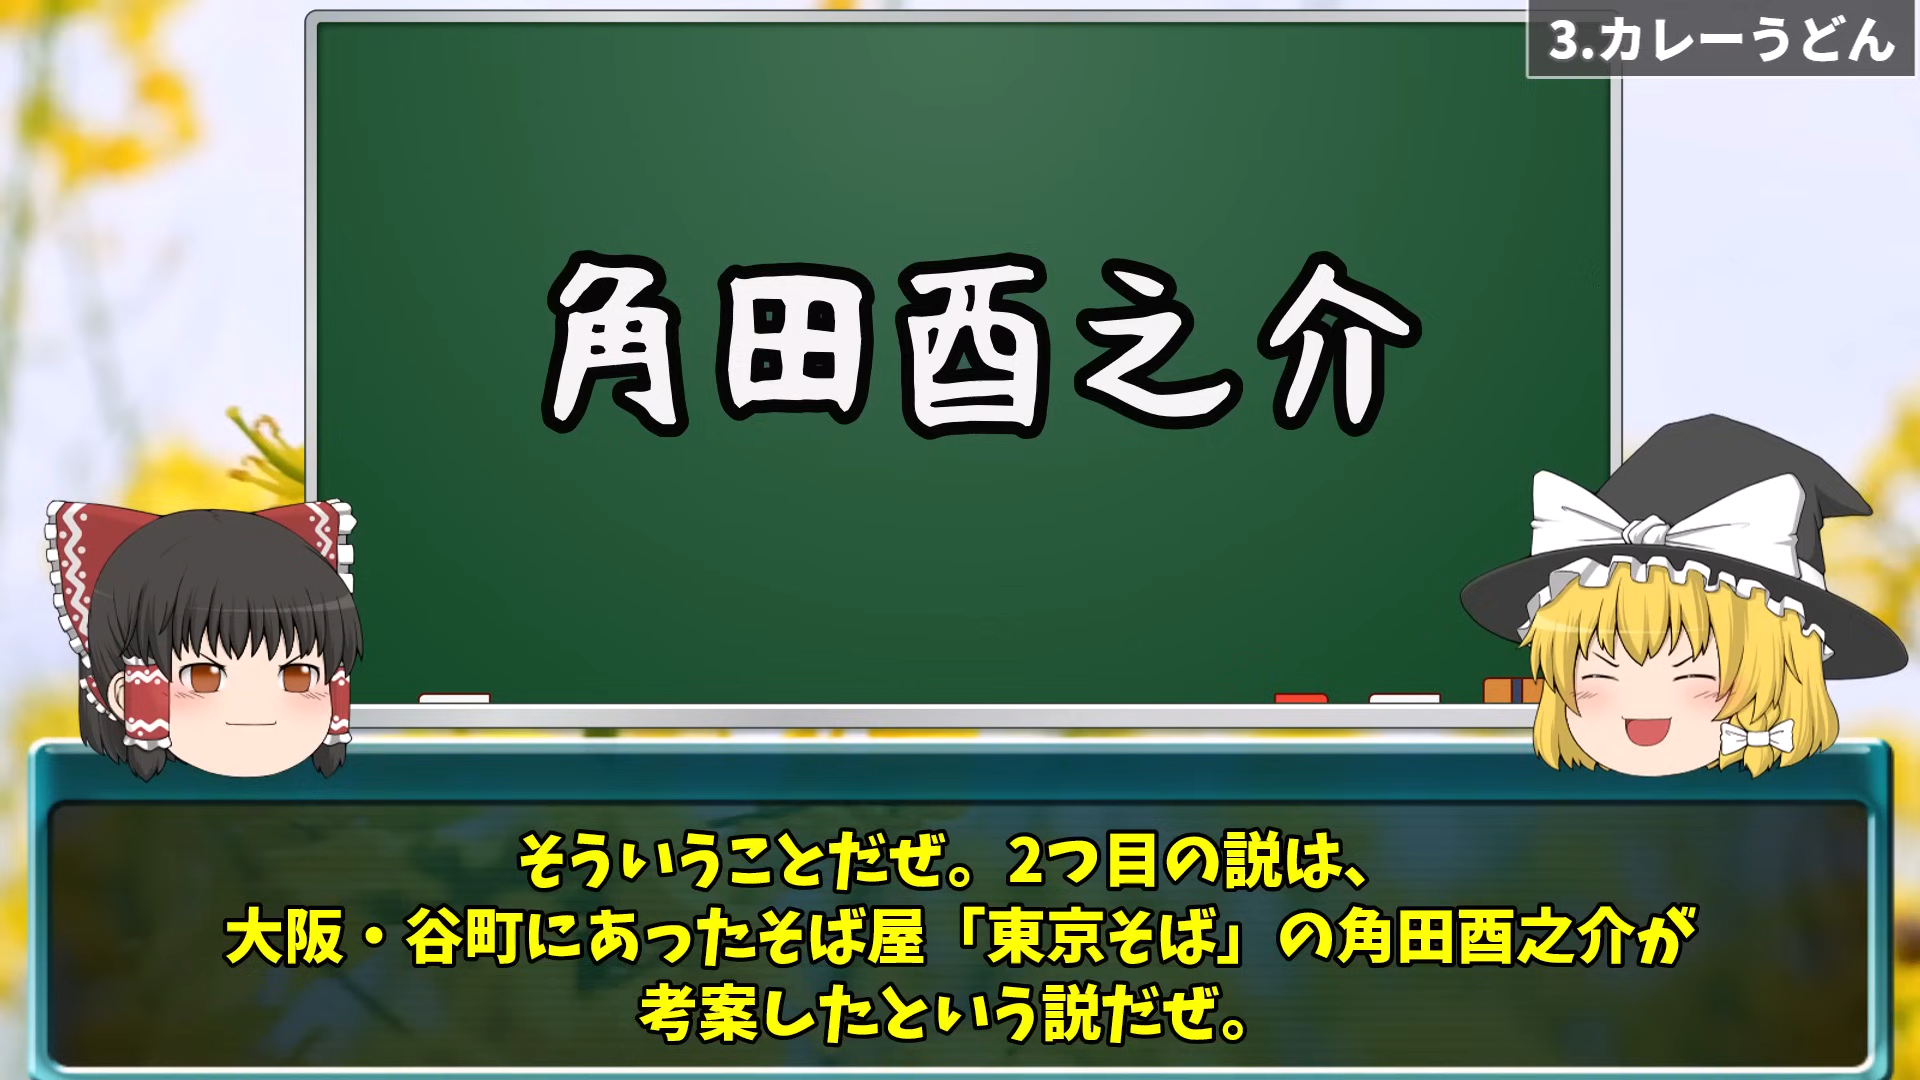 3.カレーうどん
角田酉之介
そういうことだぜ。2つ目の説は、
大阪・谷町にあったそば屋「東京そば」の角田酉之介が
考案したという説だぜ。